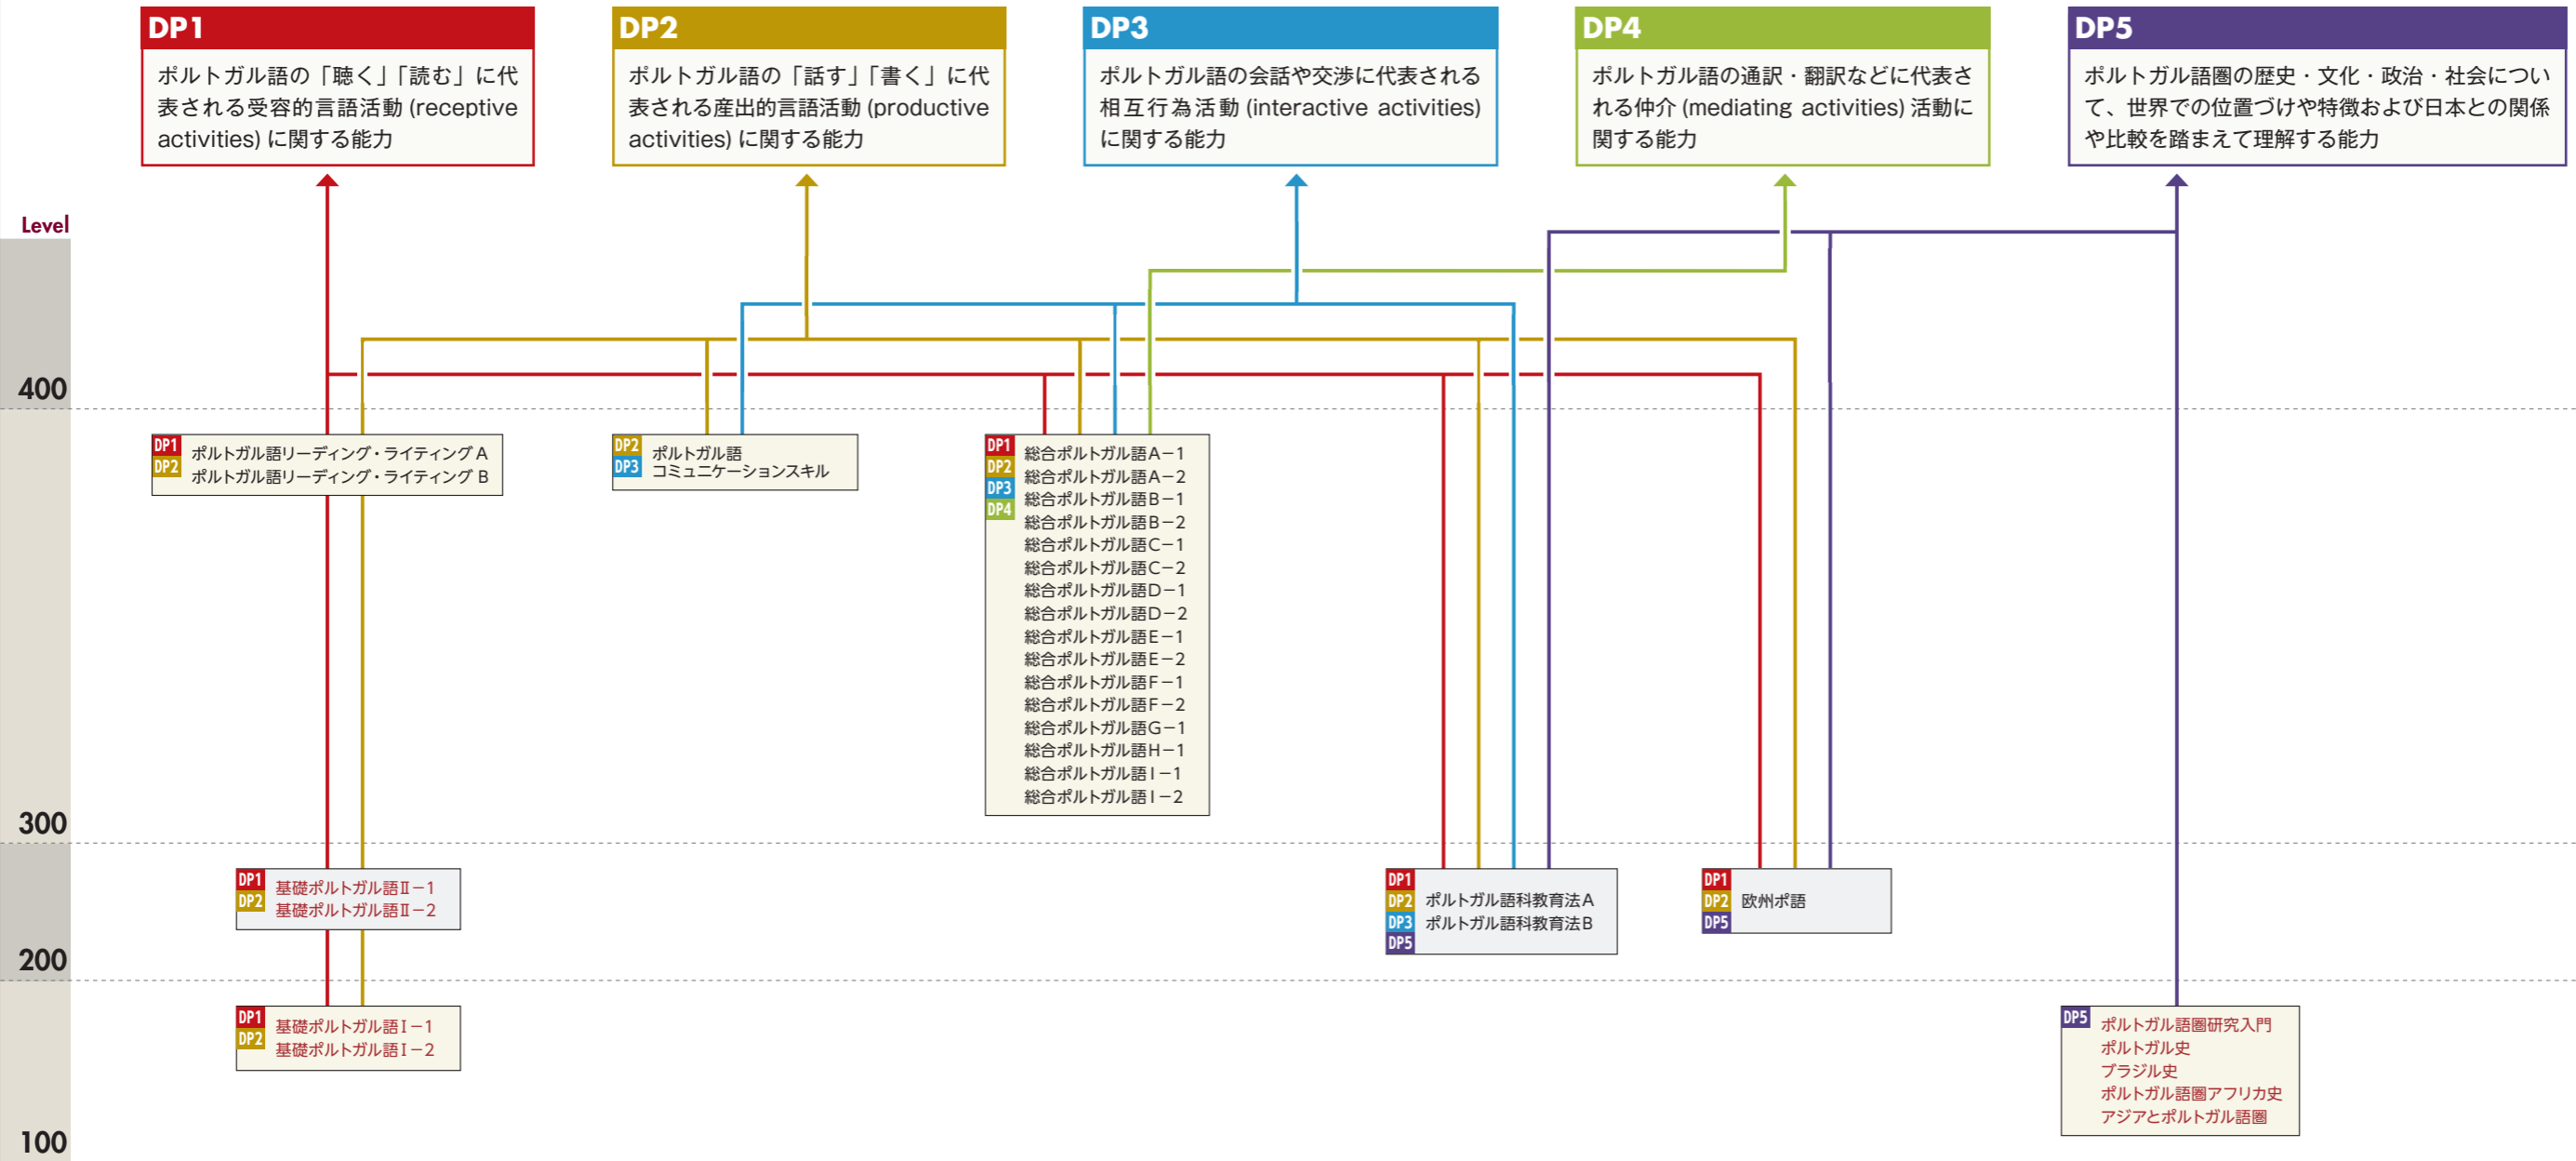 DP1
ポルトガル語の「聴く」「読む」に代
表される受容的言語活動 (receptive
activities) に関する能力
DP2
ポルトガル語の「話す」「書く」に代
表される産出的言語活動 (productive
activities) に関する能力
DP3
ポルトガル語の会話や交渉に代表される
相互行為活動 (interactive activities)
に関する能力
DP4
ポルトガル語の通訳・翻訳などに代表さ
れる仲介 (mediating activities) 活動に
関する能力
DP5
ポルトガル語圏の歴史・文化・政治・社会につい
て、世界での位置づけや特徴および日本との関係
や比較を踏まえて理解する能力
Level
400
DP1
DP2
ポルトガル語リーディング・ライティング A
ポルトガル語リーディング・ライティング B
DP2
DP3
ポルトガル語
コミュニケーションスキル
DP1
DP2
DP3
DP4
総合ポルトガル語A－1
総合ポルトガル語A－2
総合ポルトガル語B－1
総合ポルトガル語B－2
総合ポルトガル語C－1
総合ポルトガル語C－2
総合ポルトガル語D－1
総合ポルトガル語D－2
総合ポルトガル語E－1
総合ポルトガル語E－2
総合ポルトガル語F－1
総合ポルトガル語F－2
総合ポルトガル語G－1
総合ポルトガル語H－1
総合ポルトガル語I－1
総合ポルトガル語I－2
300
DP1
DP2
基礎ポルトガル語Ⅱ－1
基礎ポルトガル語Ⅱ－2
DP1
DP2
DP3
DP5
ポルトガル語科教育法A
ポルトガル語科教育法B
DP1
DP2
DP5
欧州ポ語
200
DP1
DP2
基礎ポルトガル語Ⅰ－1
基礎ポルトガル語Ⅰ－2
DP5
ポルトガル語圏研究入門
ポルトガル史
ブラジル史
ポルトガル語圏アフリカ史
アジアとポルトガル語圏
100